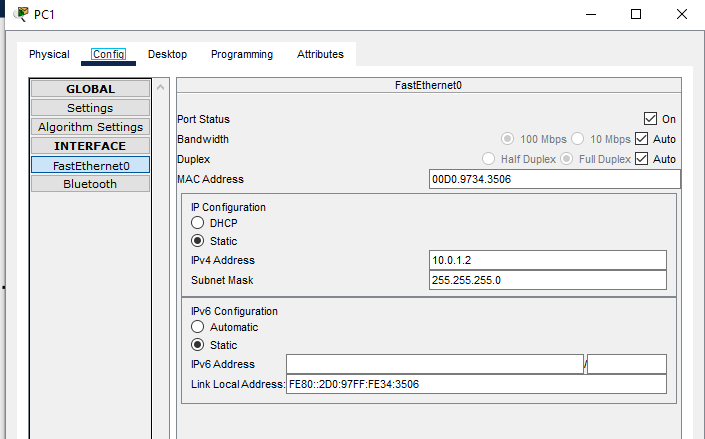 PC1
Physical Config Desktop Programming Attributes
GLOBAL
Settings
Algorithm Settings
INTERFACE
FastEthernet0
Bluetooth
FastEthernet0
Port Status On
Bandwidth 100 Mbps 10 Mbps Auto
Duplex Half Duplex Full Duplex Auto
MAC Address 00D0.9734.3506
IP Configuration
DHCP
Static
IPv4 Address 10.0.1.2
Subnet Mask 255.255.255.0
IPv6 Configuration
Automatic
Static
IPv6 Address /
Link Local Address: FE80::2D0:97FF:FE34:3506